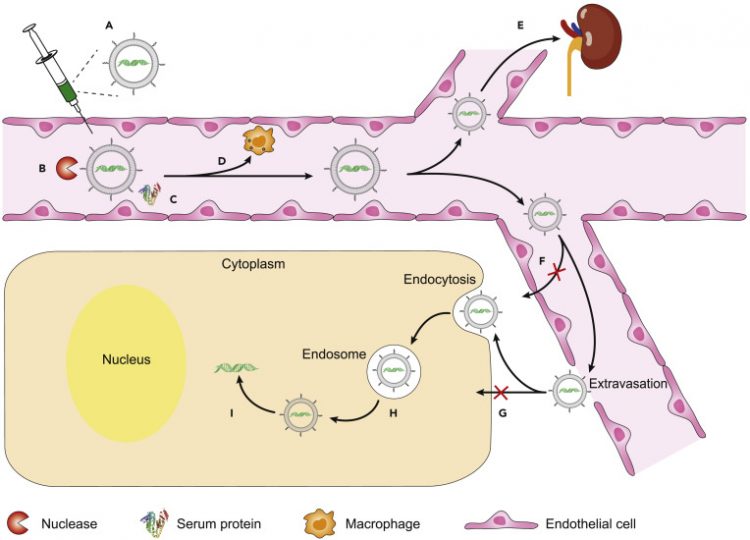 A
E
B
D
C
F
Cytoplasm
Endocytosis
Nucleus
Endosome
Extravasation
I
H
G
Nuclease
Serum protein
Macrophage
Endothelial cell